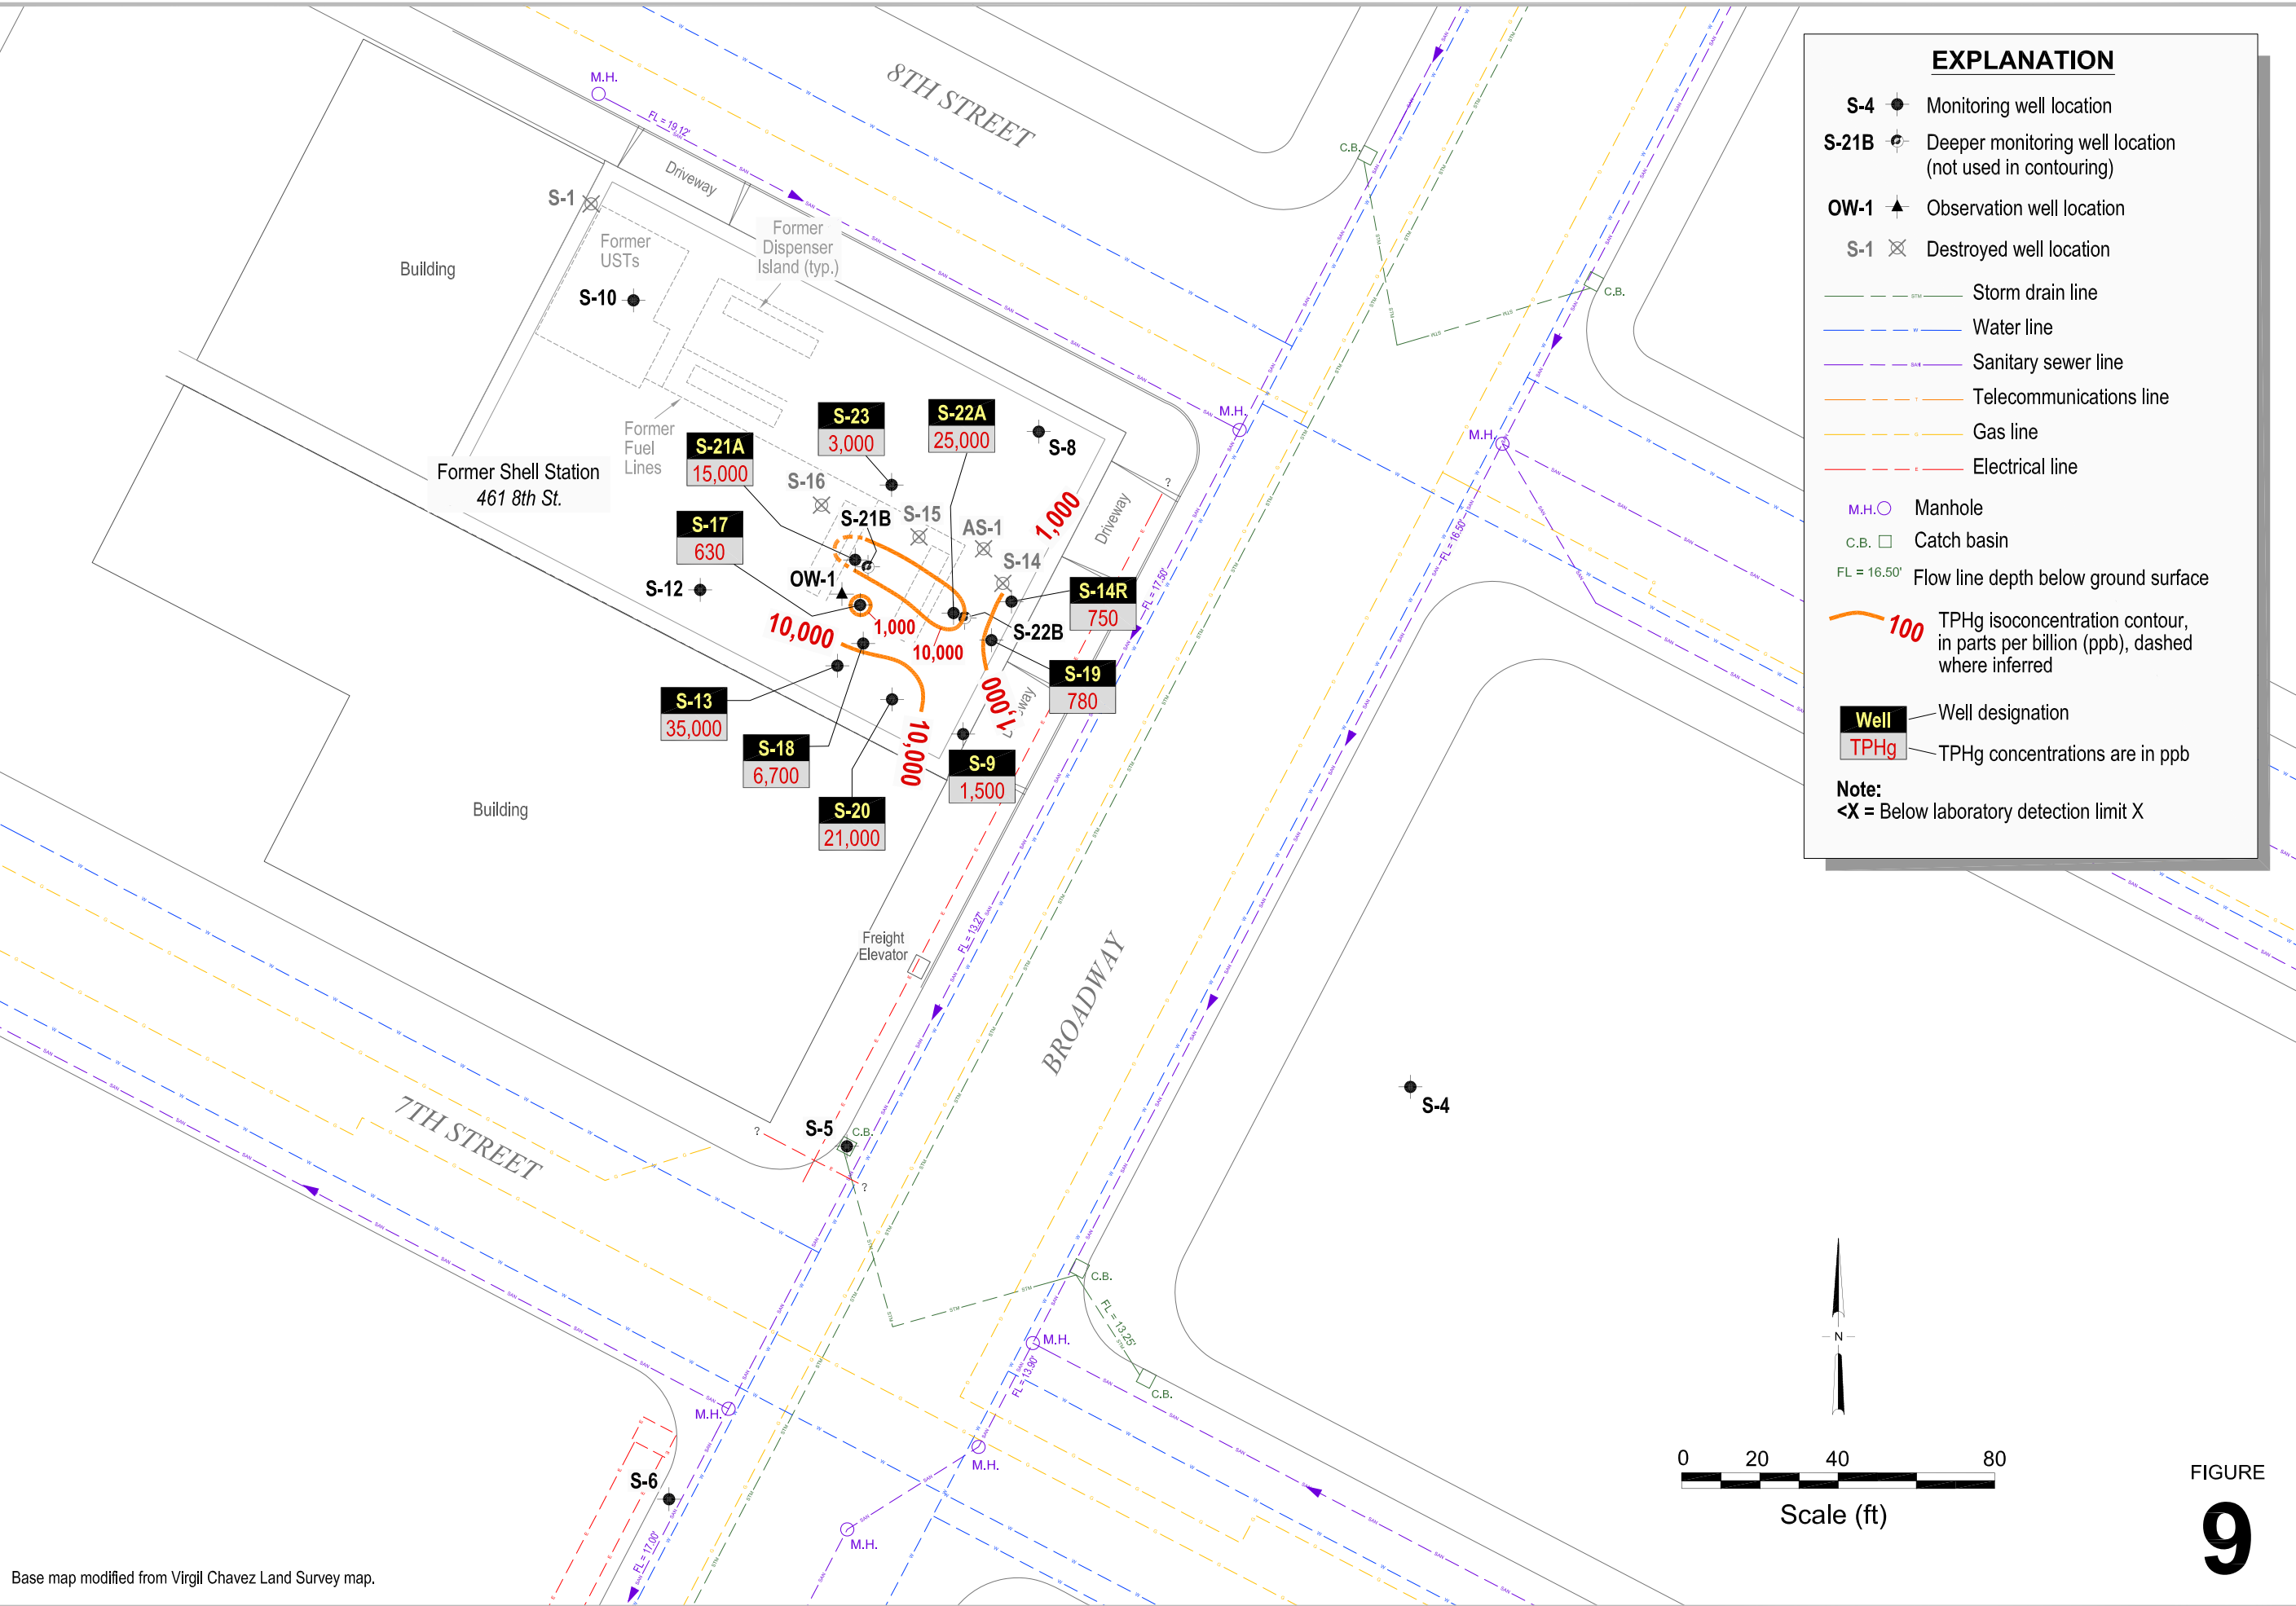 8TH STREET
M.H.
FL = 19.12'
Driveway
S-1
Former
USTs
Former
Dispenser
Island (typ.)
Building
S-10
C.B.
C.B.
M.H.
M.H.
Former
Fuel
Lines
Former Shell Station
461 8th St.
S-23
3,000
S-22A
25,000
S-8
S-21A
15,000
S-16
S-21B
S-15
AS-1
S-14
1,000
Driveway
?
S-17
630
S-12
OW-1
S-14R
750
10,000
1,000
10,000
S-22B
S-19
780
1,000
S-13
35,000
S-18
6,700
10,000
S-9
1,500
S-20
21,000
FL = 17.50'
FL = 16.50'
Building
Freight
Elevator
FL = 13.27'
BROADWAY
S-4
7TH STREET
?
S-5
C.B.
?
C.B.
FL = 13.25'
M.H.
FL = 13.90'
C.B.
M.H.
M.H.
M.H.
S-6
FL = 17.00'
Base map modified from Virgil Chavez Land Survey map.
EXPLANATION
S-4 Monitoring well location
S-21B Deeper monitoring well location
(not used in contouring)
OW-1 Observation well location
S-1 Destroyed well location
STM Storm drain line
W Water line
SAN Sanitary sewer line
T Telecommunications line
G Gas line
E Electrical line
M.H. Manhole
C.B. Catch basin
FL = 16.50' Flow line depth below ground surface
100 TPHg isoconcentration contour,
in parts per billion (ppb), dashed
where inferred
Well Well designation
TPHg TPHg concentrations are in ppb
Note:
<X = Below laboratory detection limit X
N
0 20 40 80
Scale (ft)
FIGURE
9